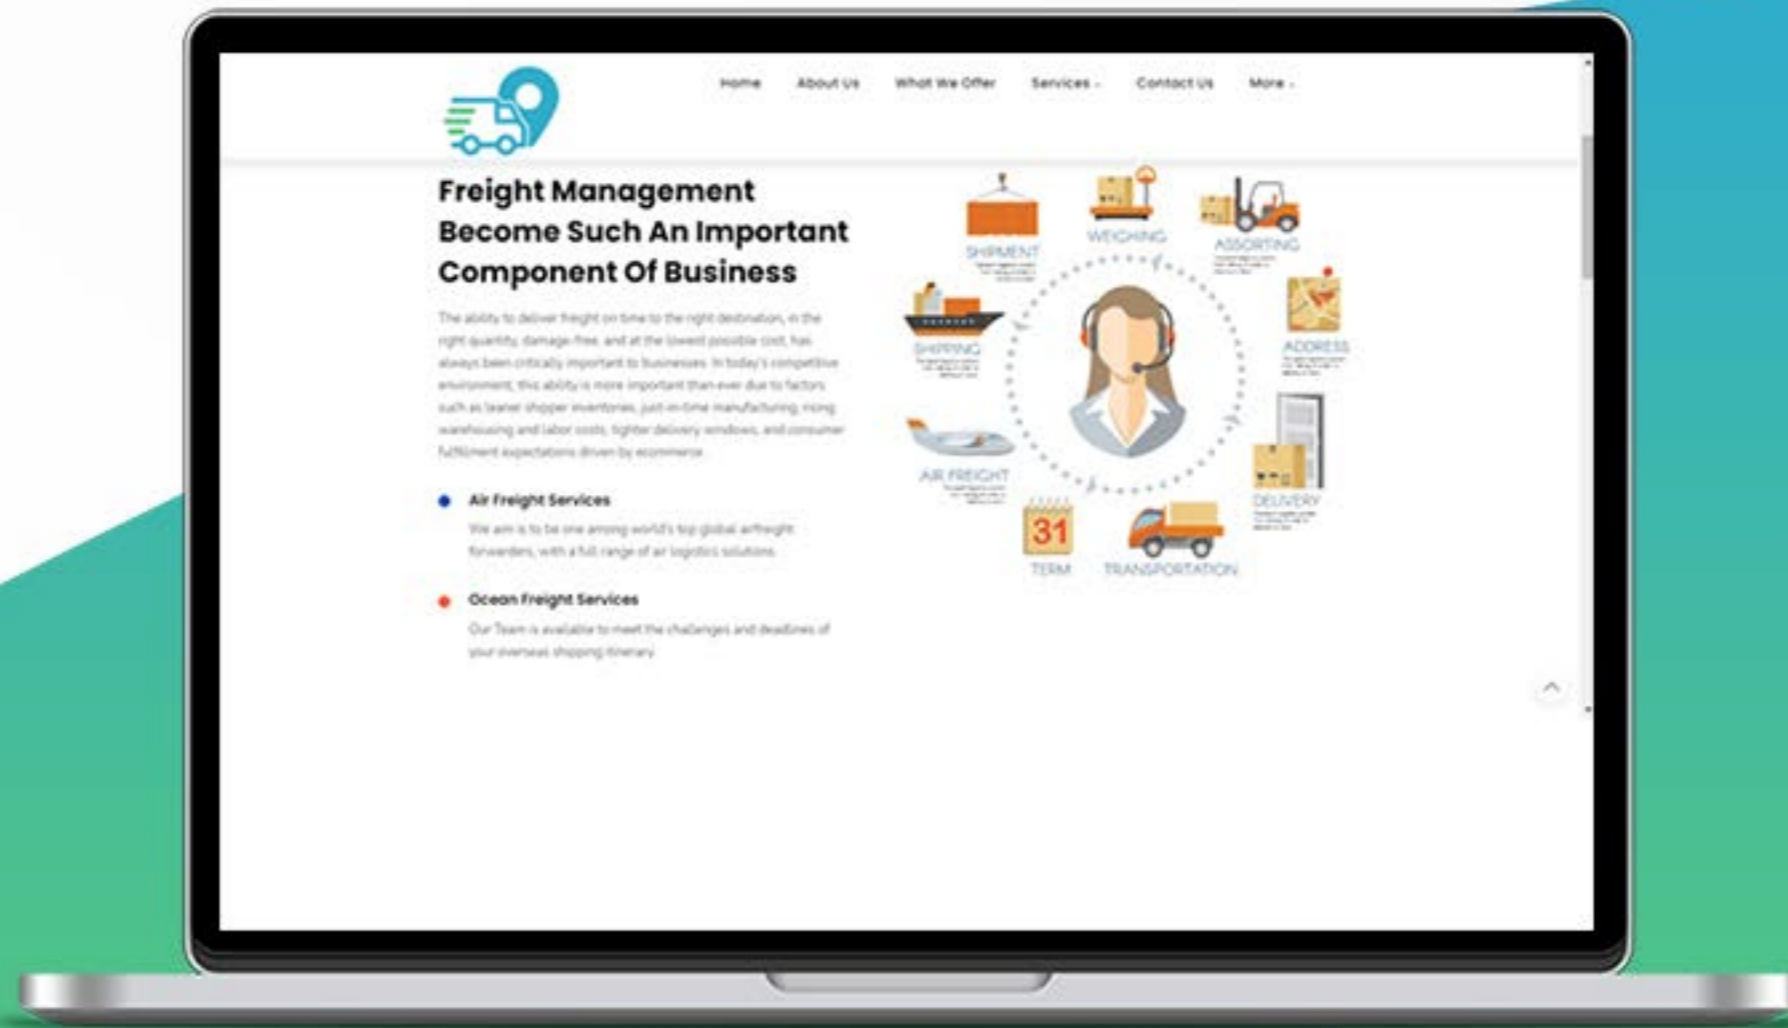 Home About Us What We Offer Services Contact Us More
Freight Management
Become Such An Important
Component Of Business
The ability to deliver freight on time to the right destination, in the
right quantity, damage-free, and at the lowest possible cost, has
always been critically important to businesses. In today's competitive
environment, this ability is more important than ever due to factors
such as leaner shipper inventories, just-in-time manufacturing, rising
warehousing and labor costs, tighter delivery windows, and consumer
fulfillment expectations driven by ecommerce.
Air Freight Services
We aim is to be one among world's top global airfreight
forwarders, with a full range of air logistics solutions.
Ocean Freight Services
Our Team is available to meet the challenges and deadlines of
your overseas shipping itinerary
SHIPMENT
WEIGHING
ASSORTING
SHIPPING
ADDRESS
AIR FREIGHT
DELIVERY
31
TERM
TRANSPORTATION